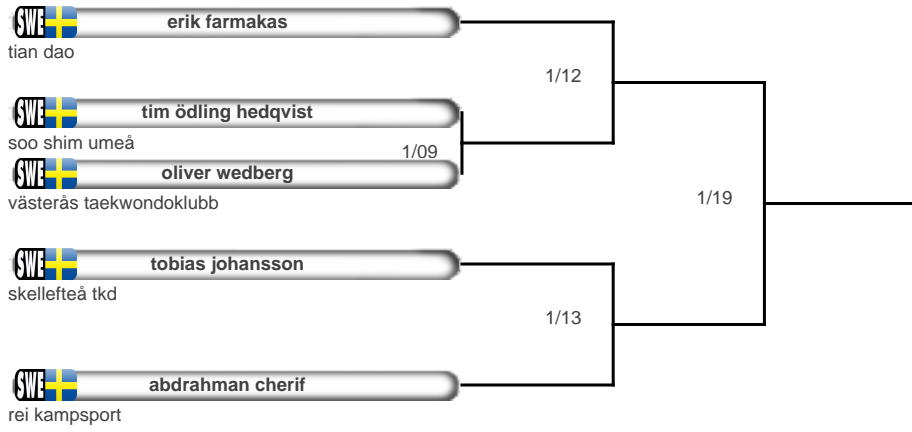 SWE erik farmakas
tian dao
1/12
SWE tim ödling hedqvist
soo shim umeå
1/09
SWE oliver wedberg
västerås taekwondoklubb
1/19
SWE tobias johansson
skellefteå tkd
1/13
SWE abdrahman cherif
rei kampsport